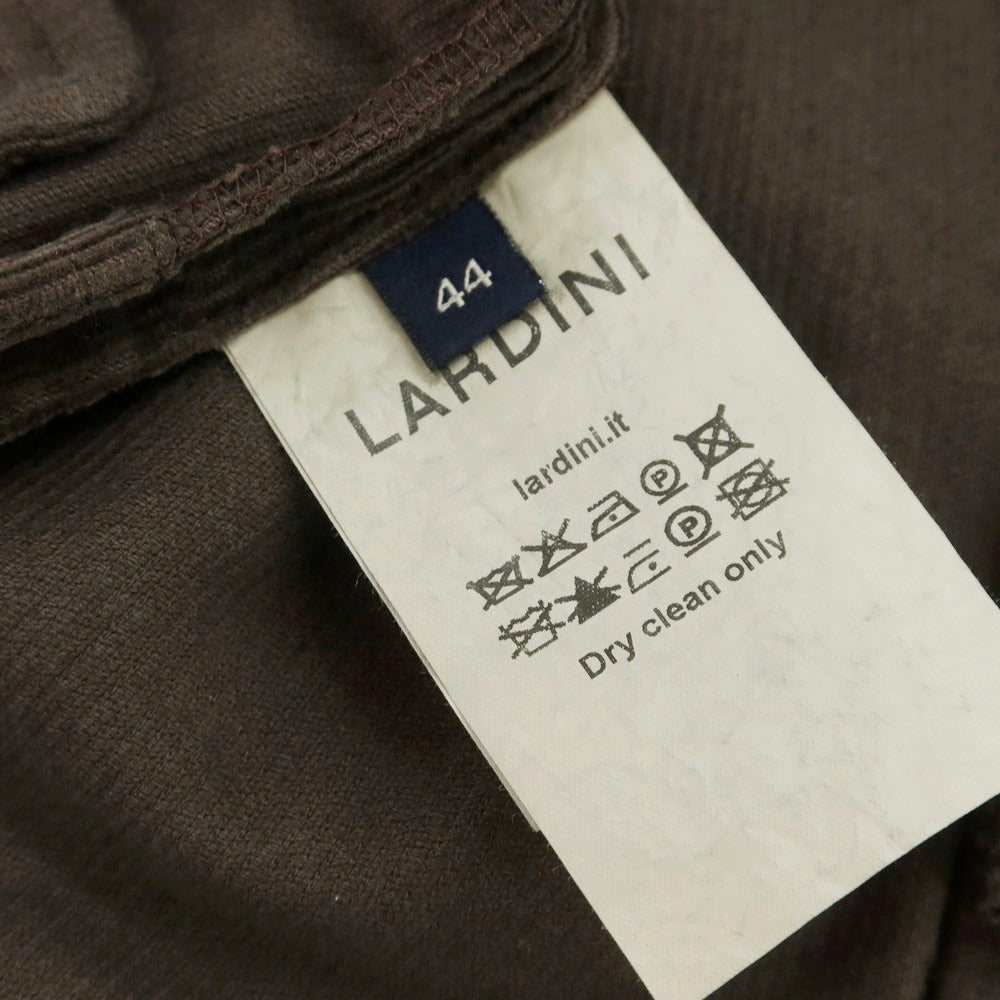 44
LARDINI
lardini.it
P
P
Dry clean only